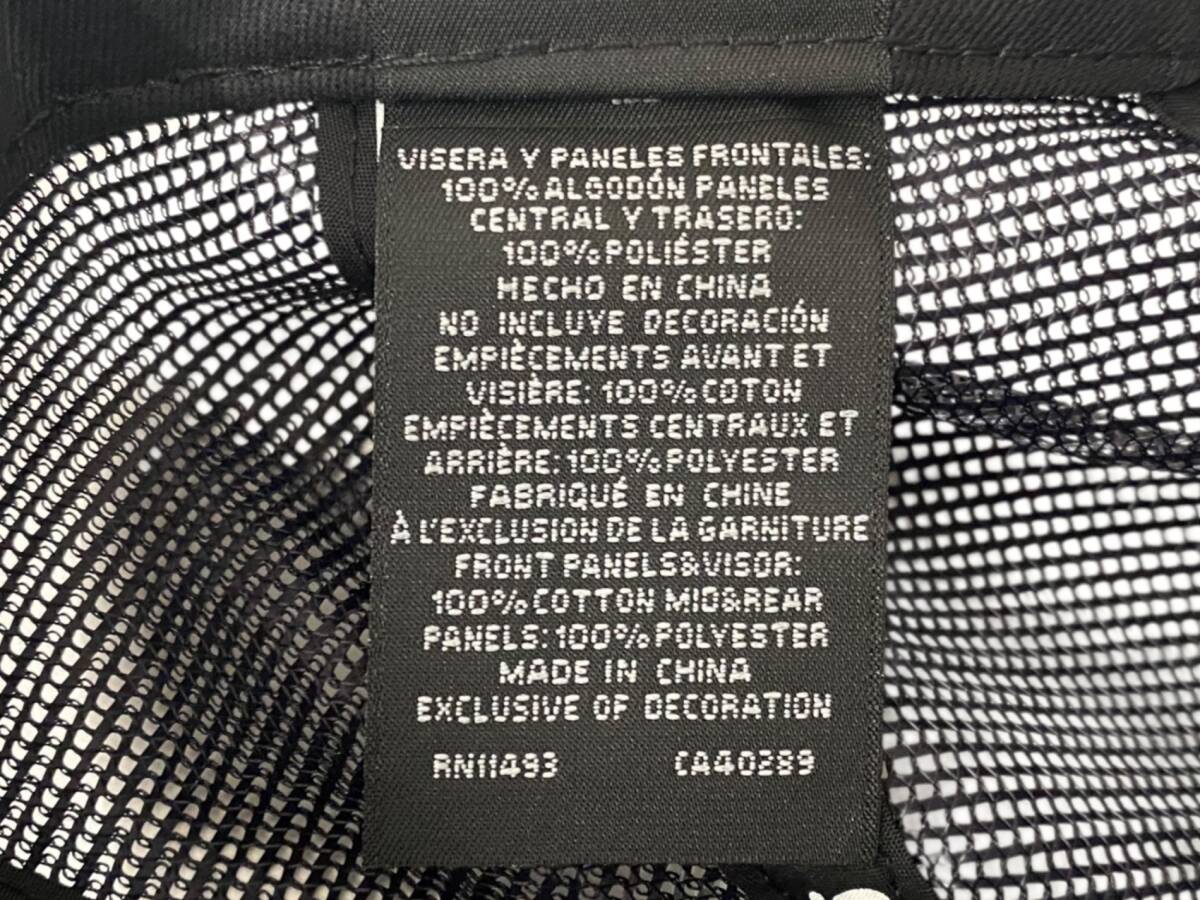 VISERA Y PANELES FRONTALES:
100% ALGODÓN PANELES
CENTRAL Y TRASERO:
100% POLIÉSTER
HECHO EN CHINA
NO INCLUYE DECORACIÓN
EMPIÈCEMENTS AVANT ET
VISIÈRE: 100% COTON
EMPIÈCEMENTS CENTRAUX ET
ARRIÈRE: 100% POLYESTER
FABRIQUÉ EN CHINE
À L'EXCLUSION DE LA GARNITURE
FRONT PANELS&VISOR:
100% COTTON MID&REAR
PANELS: 100% POLYESTER
MADE IN CHINA
EXCLUSIVE OF DECORATION
RN11493 CA40289